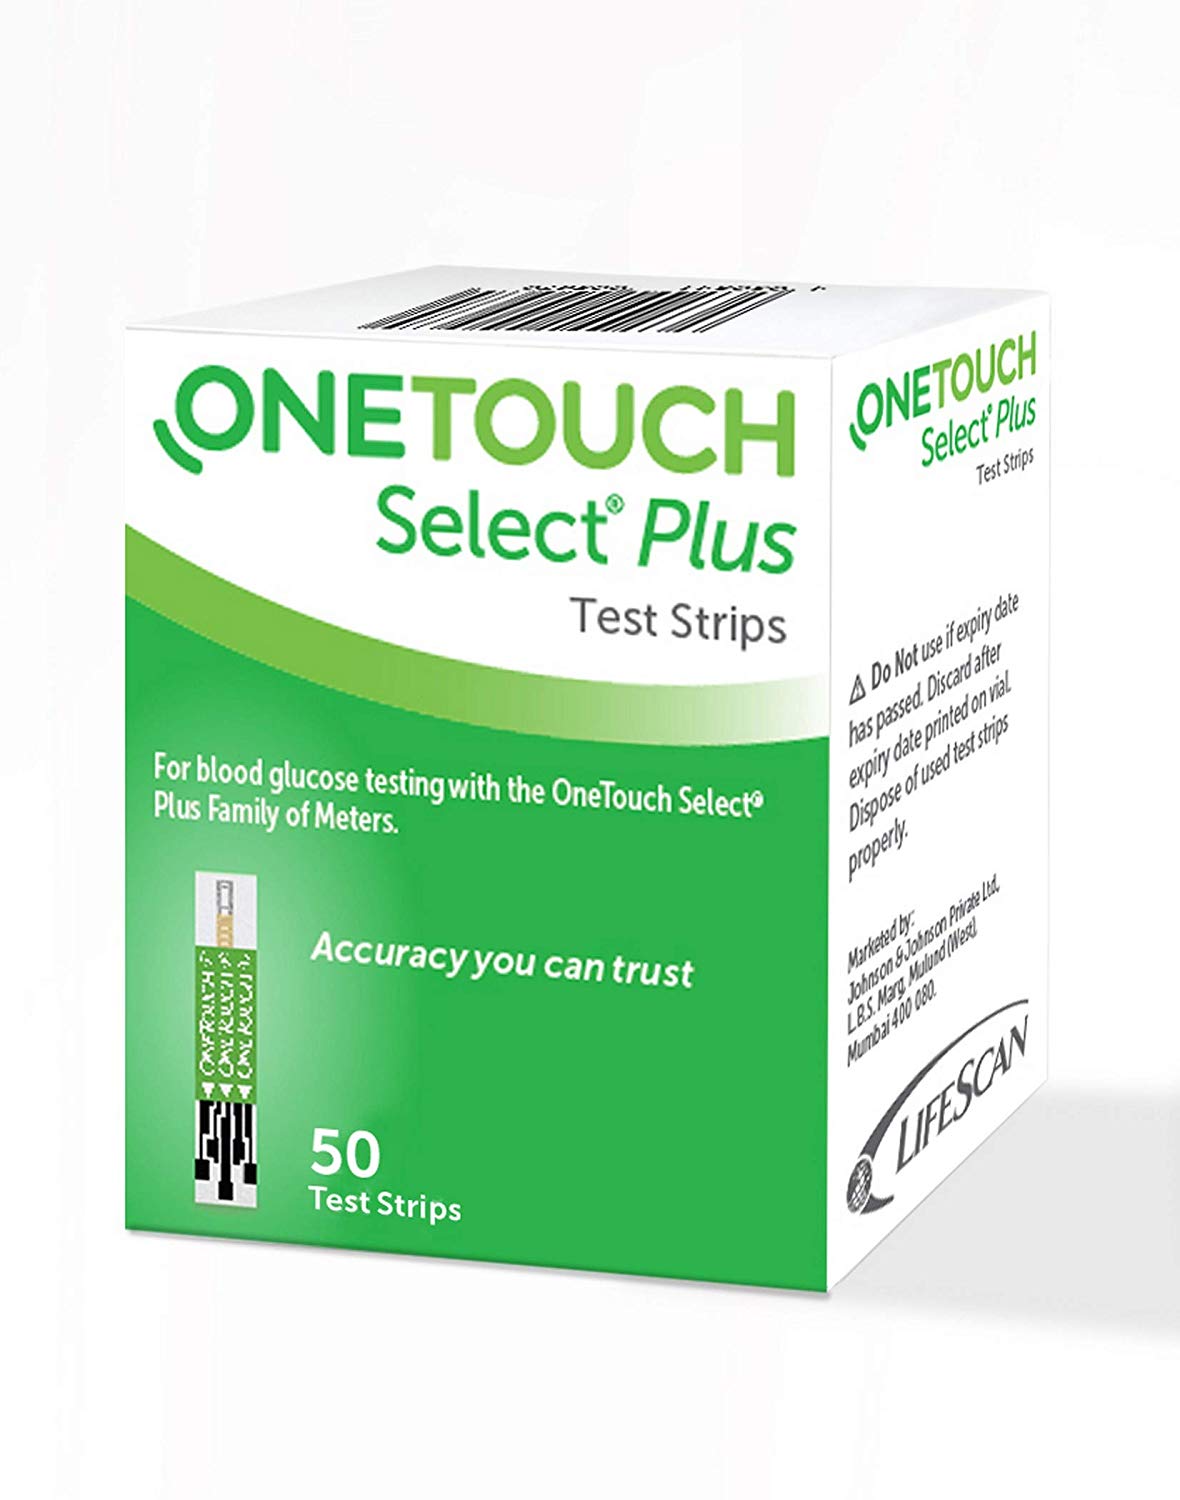 ONETOUCH
Select® Plus
Test Strips
For blood glucose testing with the OneTouch Select®
Plus Family of Meters.
Accuracy you can trust
50
Test Strips
ONETOUCH
Select® Plus
Test Strips
⚠ Do Not use if expiry date
has passed. Discard after
expiry date printed on vial.
Dispose of used test strips
properly.
Marketed by:
Johnson & Johnson Private Ltd.
L.B.S. Marg, Mulund (West),
Mumbai 400 080.
LIFESCAN